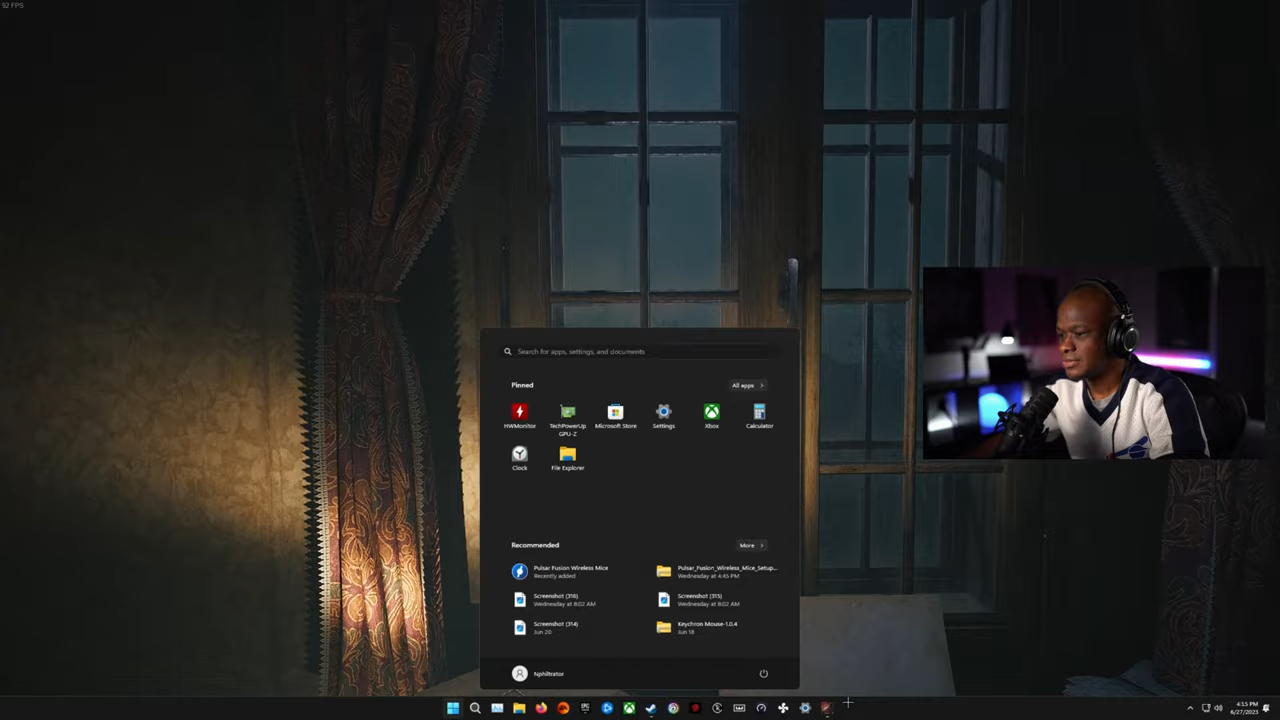 92 FPS
Search for apps, settings, and documents
Pinned
All apps
HWMonitor
TechPowerUp GPU-Z
Microsoft Store
Settings
Xbox
Calculator
Clock
File Explorer
Recommended
More
Pulsar Fusion Wireless Mice
Recently added
Pulsar_Fusion_Wireless_Mice_Setup...
Wednesday at 4:45 PM
Screenshot (316)
Wednesday at 8:02 AM
Screenshot (315)
Wednesday at 8:02 AM
Screenshot (314)
Jun 20
Keychron Mouse-1.0.4
Jun 18
Nphiltrator
4:15 PM
6/27/2023